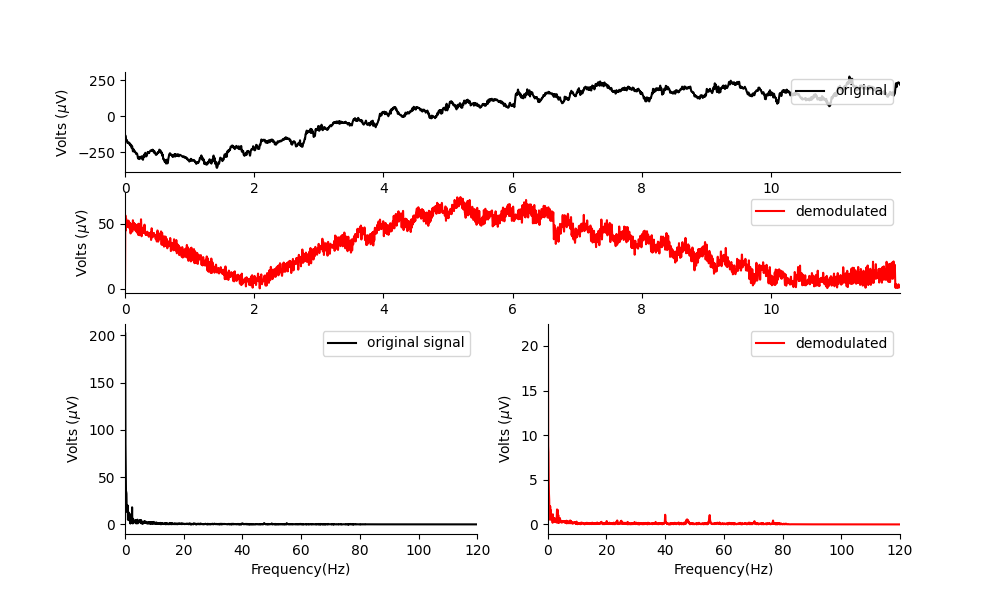 Volts (μV)
250
0
−250
original
0 2 4 6 8 10
Volts (μV)
50
0
demodulated
0 2 4 6 8 10
Volts (μV)
200
150
100
50
0
original signal
0 20 40 60 80 100 120
Frequency(Hz)
Volts (μV)
20
15
10
5
0
demodulated
0 20 40 60 80 100 120
Frequency(Hz)